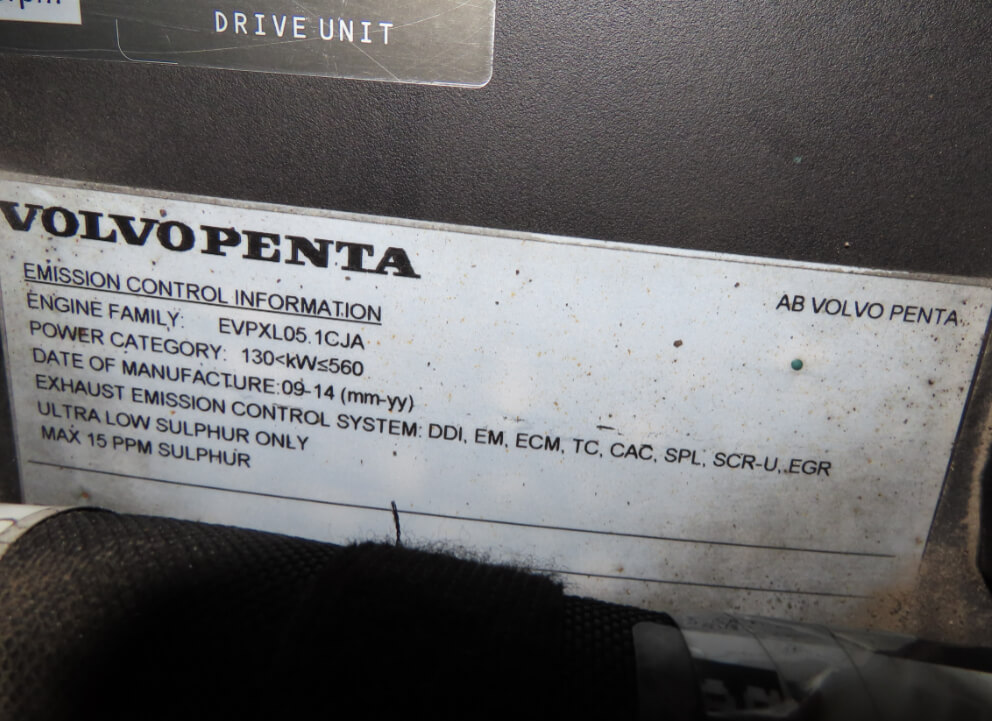 DRIVE UNIT
VOLVO PENTA
EMISSION CONTROL INFORMATION
AB VOLVO PENTA
ENGINE FAMILY: EVPXL05.1CJA
POWER CATEGORY: 130<kW≤560
DATE OF MANUFACTURE:09-14 (mm-yy)
EXHAUST EMISSION CONTROL SYSTEM: DDI, EM, ECM, TC, CAC, SPL, SCR-U, EGR
ULTRA LOW SULPHUR ONLY
MAX 15 PPM SULPHUR